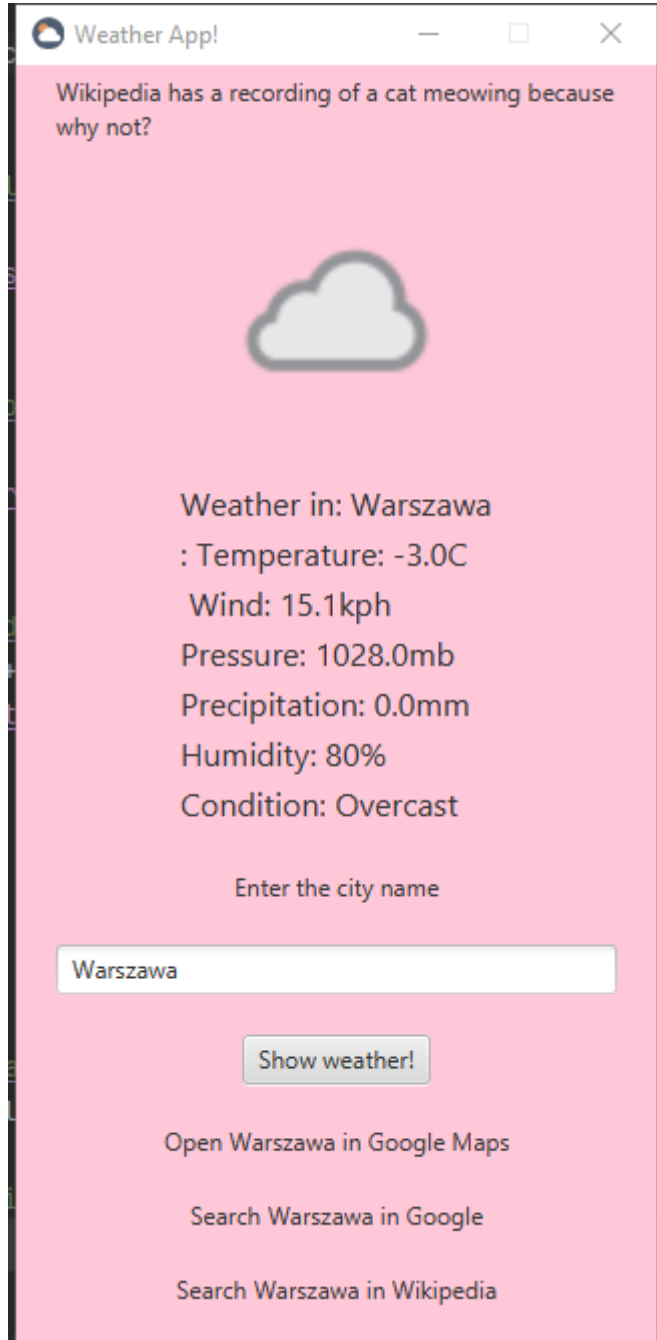 Weather App!
Wikipedia has a recording of a cat meowing because
why not?
Weather in: Warszawa
: Temperature: -3.0C
Wind: 15.1kph
Pressure: 1028.0mb
Precipitation: 0.0mm
Humidity: 80%
Condition: Overcast
Enter the city name
Warszawa
Show weather!
Open Warszawa in Google Maps
Search Warszawa in Google
Search Warszawa in Wikipedia